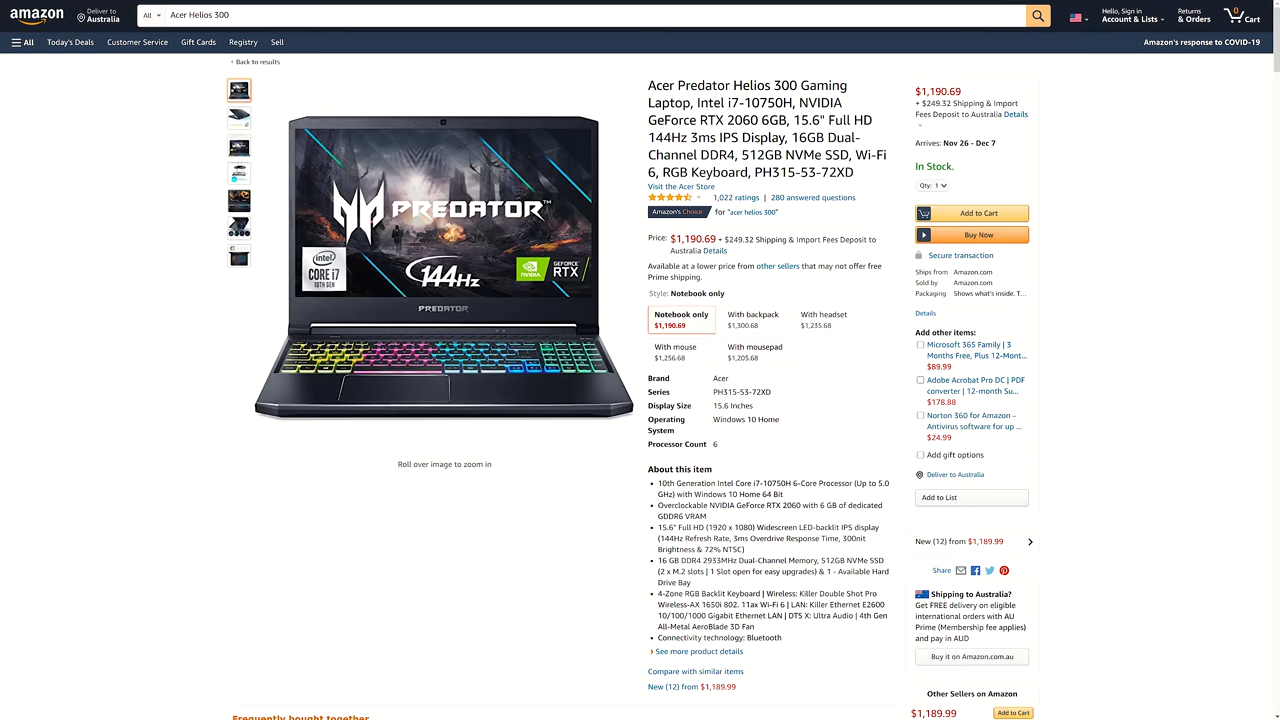 amazon
Deliver to
Australia
All
Acer Helios 300
Hello, Sign in
Account & Lists
Returns
& Orders
0
Cart
All
Today's Deals
Customer Service
Gift Cards
Registry
Sell
Amazon's response to COVID-19
‹ Back to results
PREDATOR™
intel
CORE i7
10TH GEN
144Hz
NVIDIA
GEFORCE
RTX
PREDATOR
Roll over image to zoom in
Acer Predator Helios 300 Gaming
Laptop, Intel i7-10750H, NVIDIA
GeForce RTX 2060 6GB, 15.6" Full HD
144Hz 3ms IPS Display, 16GB Dual-
Channel DDR4, 512GB NVMe SSD, Wi-Fi
6, RGB Keyboard, PH315-53-72XD
Visit the Acer Store
1,022 ratings | 280 answered questions
Amazon's Choice for "acer helios 300"
Price: $1,190.69 + $249.32 Shipping & Import Fees Deposit to
Australia Details
Available at a lower price from other sellers that may not offer free
Prime shipping.
Style: Notebook only
Notebook only
$1,190.69
With backpack
$1,300.68
With headset
$1,235.68
With mouse
$1,256.68
With mousepad
$1,205.68
Brand Acer
Series PH315-53-72XD
Display Size 15.6 Inches
Operating Windows 10 Home
System
Processor Count 6
About this item
• 10th Generation Intel Core i7-10750H 6-Core Processor (Up to 5.0
GHz) with Windows 10 Home 64 Bit
• Overclockable NVIDIA GeForce RTX 2060 with 6 GB of dedicated
GDDR6 VRAM
• 15.6" Full HD (1920 x 1080) Widescreen LED-backlit IPS display
(144Hz Refresh Rate, 3ms Overdrive Response Time, 300nit
Brightness & 72% NTSC)
• 16 GB DDR4 2933MHz Dual-Channel Memory, 512GB NVMe SSD
(2 x M.2 slots | 1 Slot open for easy upgrades) & 1 - Available Hard
Drive Bay
• 4-Zone RGB Backlit Keyboard | Wireless: Killer Double Shot Pro
Wireless-AX 1650i 802. 11ax Wi-Fi 6 | LAN: Killer Ethernet E2600
10/100/1000 Gigabit Ethernet LAN | DTS X: Ultra Audio | 4th Gen
All-Metal AeroBlade 3D Fan
• Connectivity technology: Bluetooth
› See more product details
Compare with similar items
New (12) from $1,189.99
$1,190.69
+ $249.32 Shipping & Import
Fees Deposit to Australia Details
Arrives: Nov 26 - Dec 7
In Stock.
Qty: 1
Add to Cart
Buy Now
Secure transaction
Ships from Amazon.com
Sold by Amazon.com
Packaging Shows what's inside. T…
Details
Add other items:
Microsoft 365 Family | 3
Months Free, Plus 12-Mont…
$89.99
Adobe Acrobat Pro DC | PDF
converter | 12-month Su…
$178.88
Norton 360 for Amazon –
Antivirus software for up …
$24.99
Add gift options
Deliver to Australia
Add to List
New (12) from $1,189.99
Share
Shipping to Australia?
Get FREE delivery on eligible
international orders with AU
Prime (Membership fee applies)
and pay in AUD
Buy it on Amazon.com.au
Other Sellers on Amazon
$1,189.99
Add to Cart
Frequently bought together